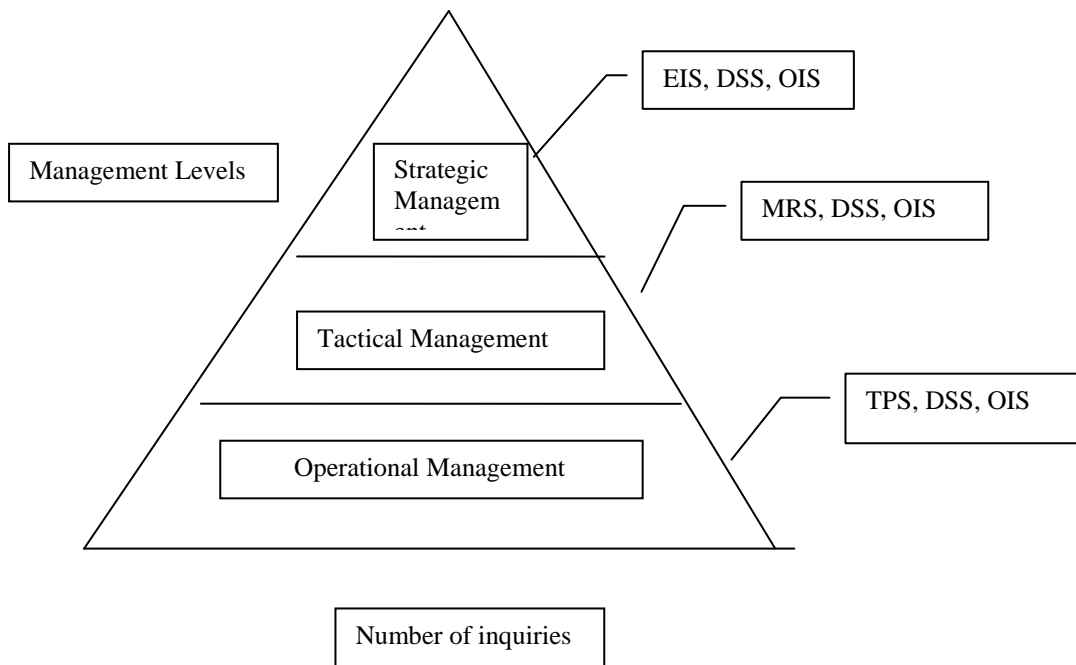 EIS, DSS, OIS
Management Levels
Strategic
Managem
MRS, DSS, OIS
Tactical Management
TPS, DSS, OIS
Operational Management
Number of inquiries